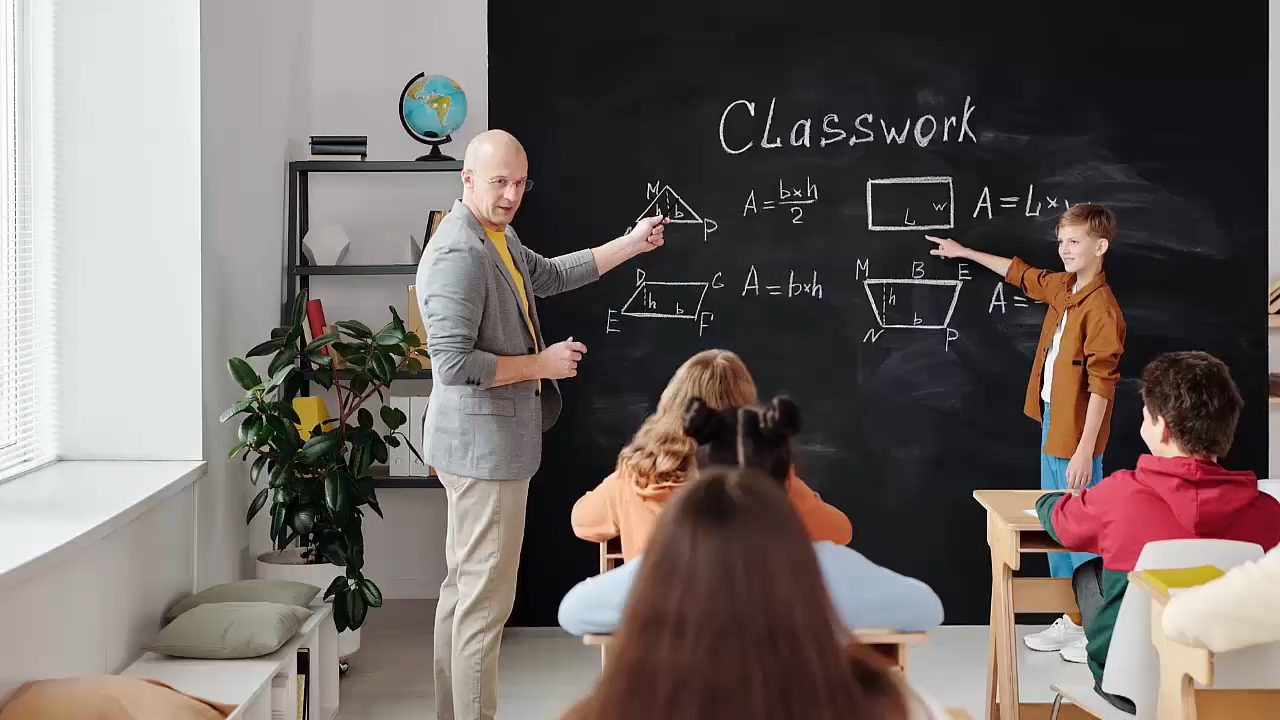 Classwork
M P b
A = b×h/2
L w
A = L×
D C h b E F
A = b×h
M B E h b N P
A =